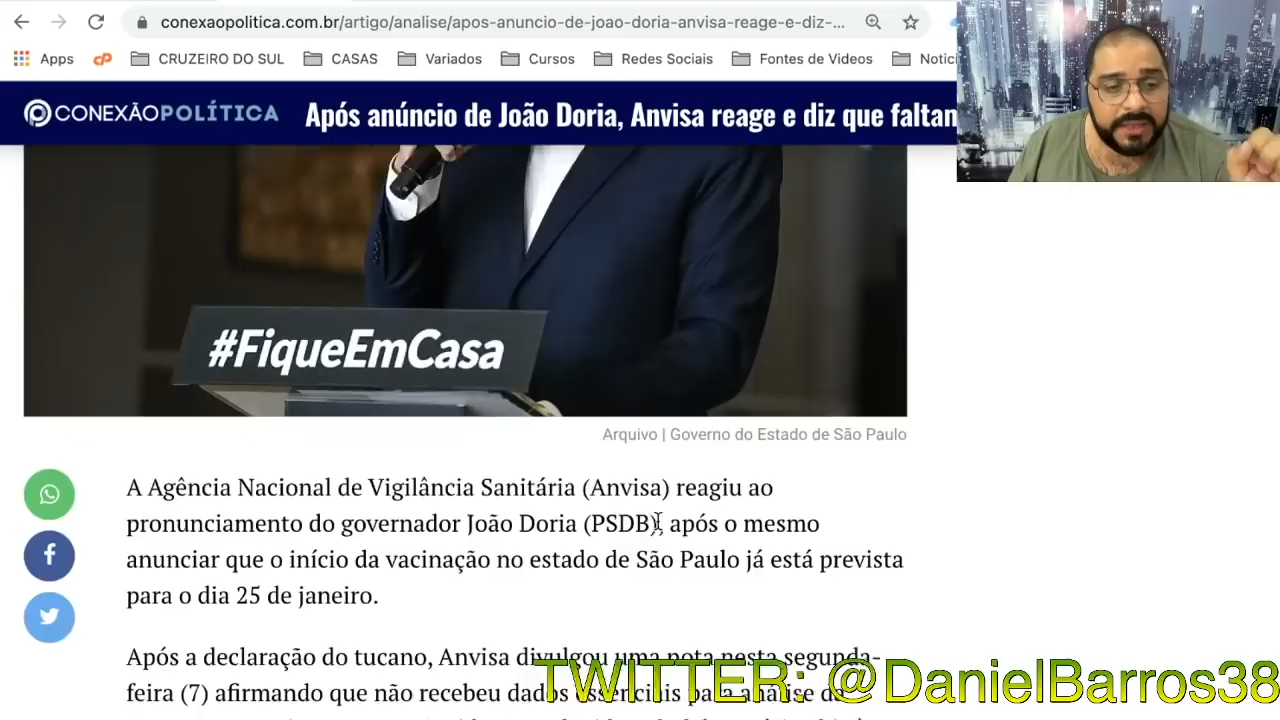 conexaopolitica.com.br/artigo/analise/apos-anuncio-de-joao-doria-anvisa-reage-e-diz-...
Apps
CRUZEIRO DO SUL
CASAS
Variados
Cursos
Redes Sociais
Fontes de Videos
CONEXÃOPOLÍTICA
Após anúncio de João Doria, Anvisa reage e diz que faltan
#FiqueEmCasa
Arquivo | Governo do Estado de São Paulo
A Agência Nacional de Vigilância Sanitária (Anvisa) reagiu ao
pronunciamento do governador João Doria (PSDB), após o mesmo
anunciar que o início da vacinação no estado de São Paulo já está prevista
para o dia 25 de janeiro.
Após a declaração do tucano, Anvisa divulgou uma nota nesta segunda-
feira (7) afirmando que não recebeu dados essenciais para análise da
TWITTER: @DanielBarros38